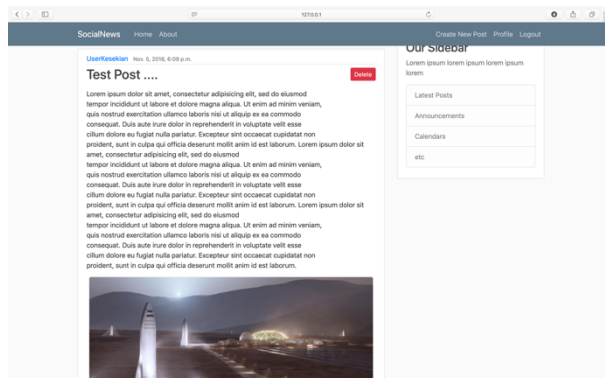 127.0.0.1
SocialNews Home About Create New Post Profile Logout
UserKesekian Nov. 5, 2018, 6:09 p.m.
Test Post ....
Delete
Lorem ipsum dolor sit amet, consectetur adipisicing elit, sed do eiusmod
tempor incididunt ut labore et dolore magna aliqua. Ut enim ad minim veniam,
quis nostrud exercitation ullamco laboris nisi ut aliquip ex ea commodo
consequat. Duis aute irure dolor in reprehenderit in voluptate velit esse
cillum dolore eu fugiat nulla pariatur. Excepteur sint occaecat cupidatat non
proident, sunt in culpa qui officia deserunt mollit anim id est laborum. Lorem ipsum dolor sit
amet, consectetur adipisicing elit, sed do eiusmod
tempor incididunt ut labore et dolore magna aliqua. Ut enim ad minim veniam,
quis nostrud exercitation ullamco laboris nisi ut aliquip ex ea commodo
consequat. Duis aute irure dolor in reprehenderit in voluptate velit esse
cillum dolore eu fugiat nulla pariatur. Excepteur sint occaecat cupidatat non
proident, sunt in culpa qui officia deserunt mollit anim id est laborum. Lorem ipsum dolor sit
amet, consectetur adipisicing elit, sed do eiusmod
tempor incididunt ut labore et dolore magna aliqua. Ut enim ad minim veniam,
quis nostrud exercitation ullamco laboris nisi ut aliquip ex ea commodo
consequat. Duis aute irure dolor in reprehenderit in voluptate velit esse
cillum dolore eu fugiat nulla pariatur. Excepteur sint occaecat cupidatat non
proident, sunt in culpa qui officia deserunt mollit anim id est laborum.
Our Sidebar
Lorem ipsum lorem ipsum lorem ipsum
lorem
Latest Posts
Announcements
Calendars
etc